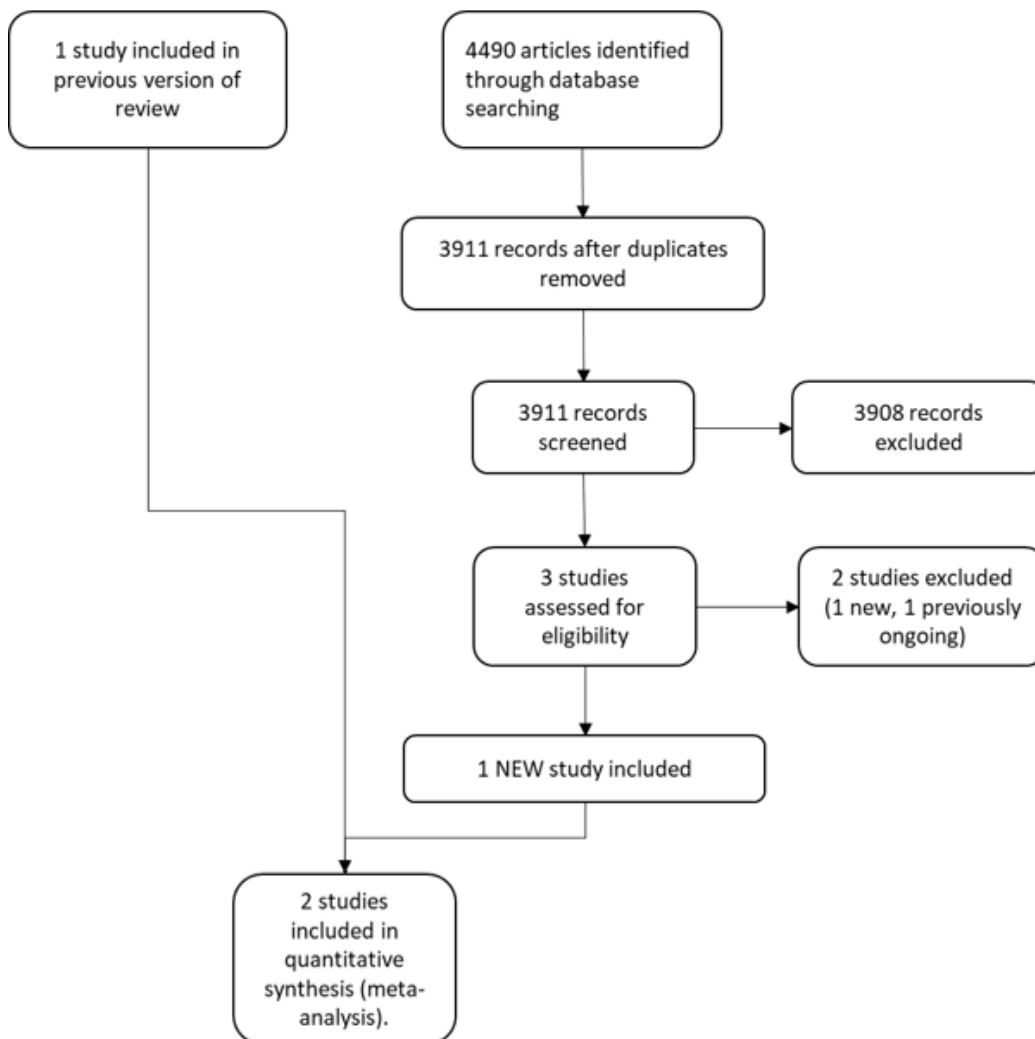 1 study included in
previous version of
review
4490 articles identified
through database
searching
3911 records after duplicates
removed
3911 records
screened
3908 records
excluded
3 studies
assessed for
eligibility
2 studies excluded
(1 new, 1 previously
ongoing)
1 NEW study included
2 studies
included in
quantitative
synthesis (meta-
analysis).